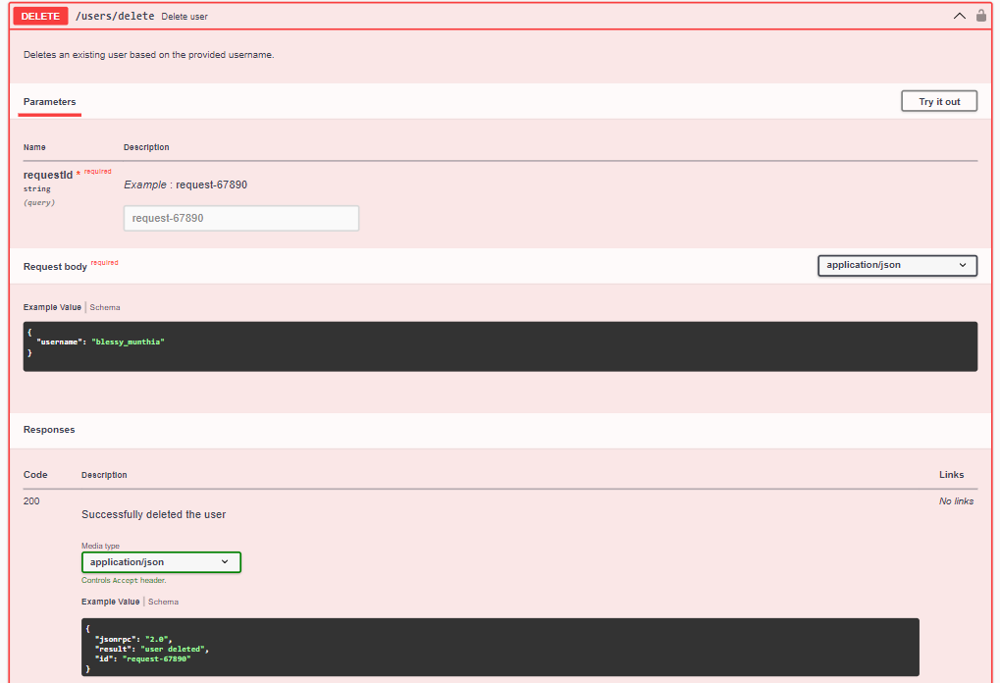 DELETE /users/delete Delete user
Deletes an existing user based on the provided username.
Parameters Try it out
Name Description
requestId * required
string
(query)
Example : request-67890
request-67890
Request body required application/json
Example Value | Schema
{
  "username": "blessy_munthia"
}
Responses
Code Description Links
200 No links
Successfully deleted the user
Media type
application/json
Controls Accept header.
Example Value | Schema
{
  "jsonrpc": "2.0",
  "result": "user deleted",
  "id": "request-67890"
}